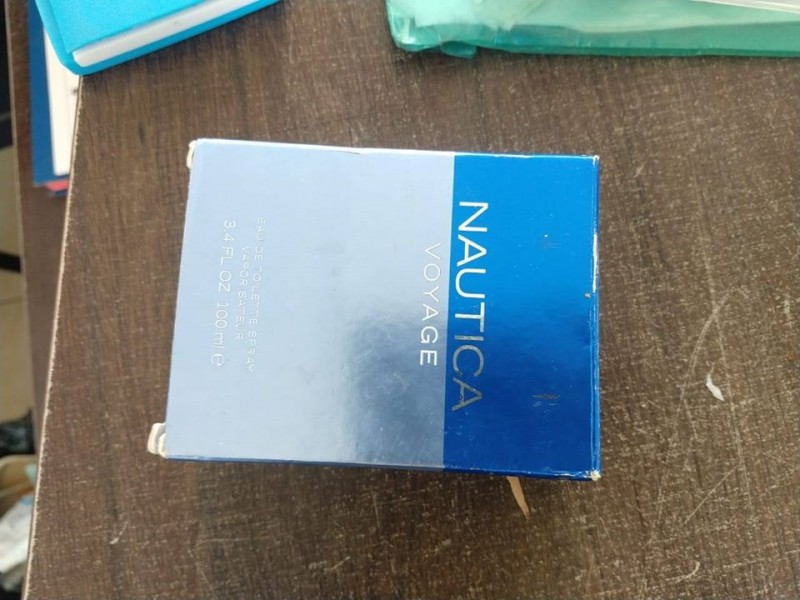 NAUTICA
VOYAGE
EAU DE TOILETTE SPRAY
VAPORISATEUR
3.4 FL OZ 100 ml ℮